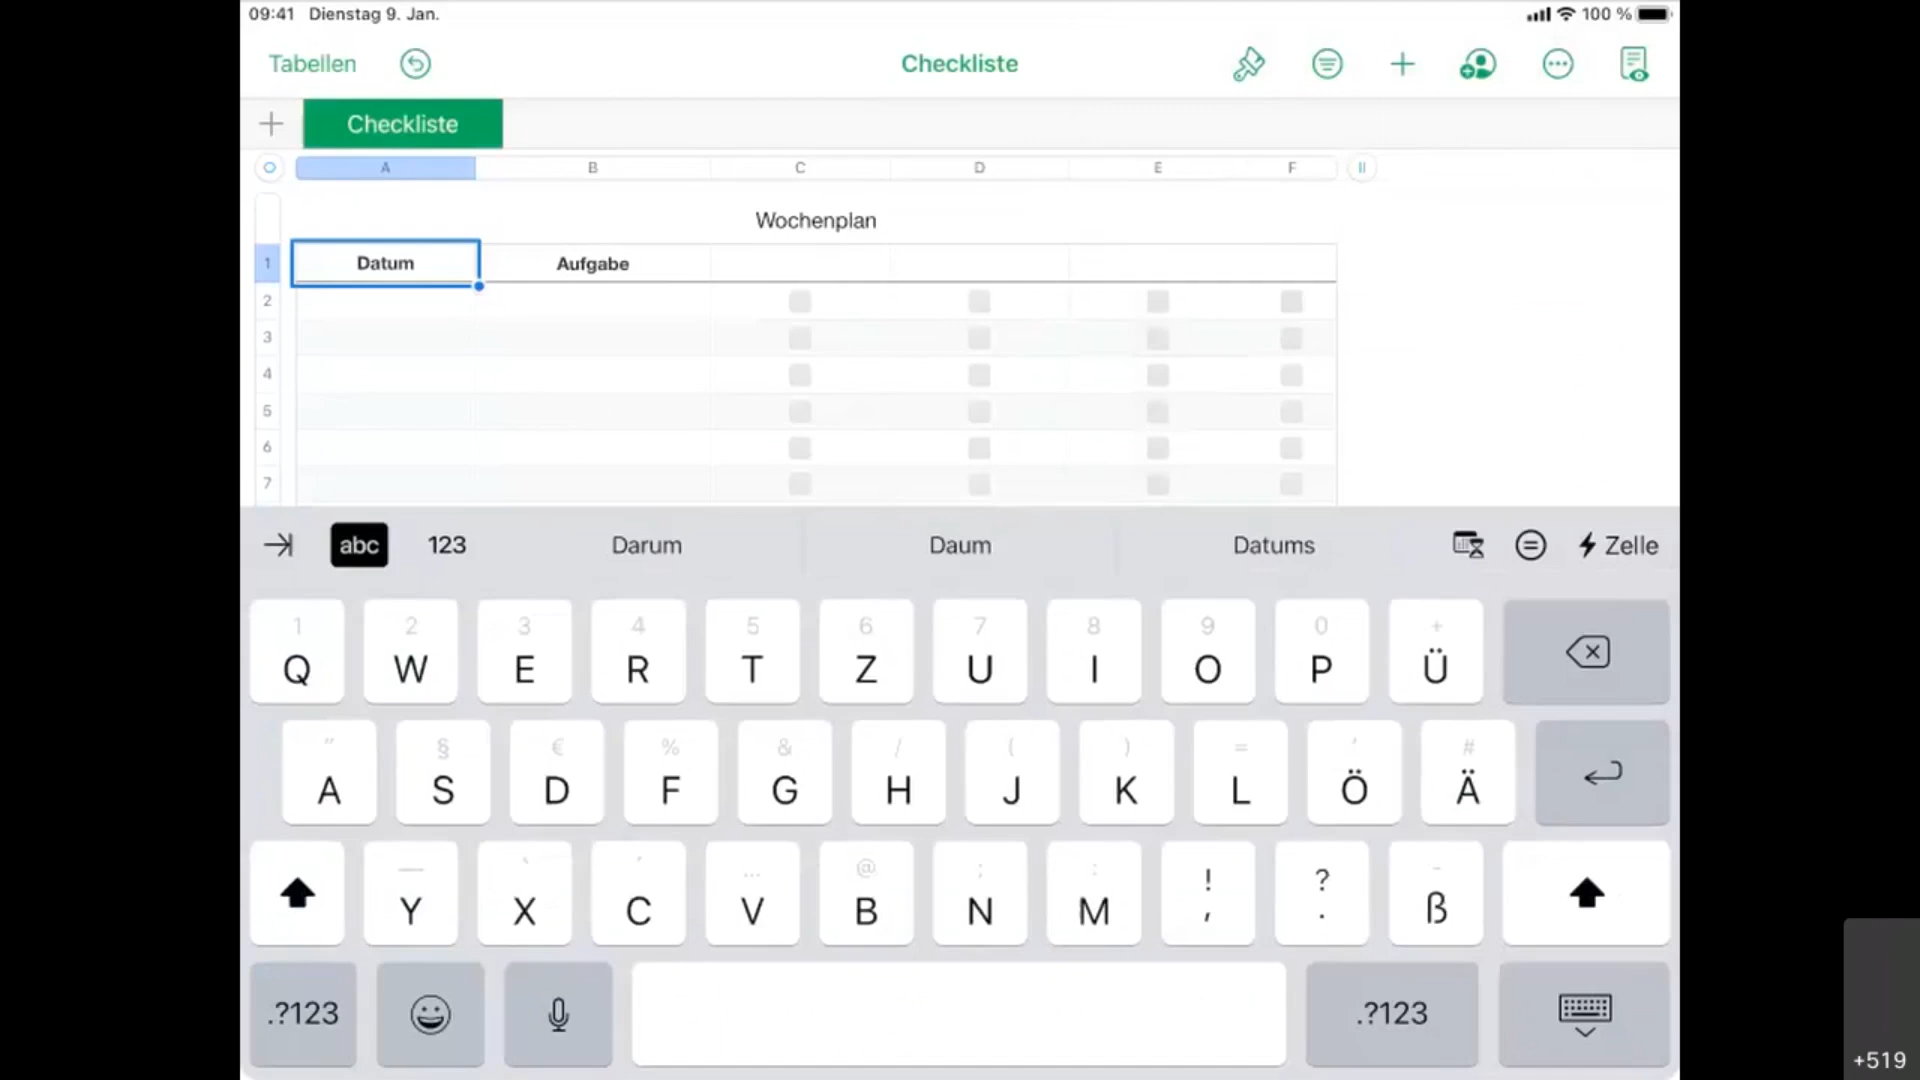 09:41 Dienstag 9. Jan. 100 %
Tabellen Checkliste
Checkliste
A B C D E F
Wochenplan
1 Datum Aufgabe
2
3
4
5
6
7
abc 123 Darum Daum Datums Zelle
1 2 3 4 5 6 7 8 9 0 +
Q W E R T Z U I O P Ü
" § € % & / ( ) = ' #
A S D F G H J K L Ö Ä
— ` ´ ... @ ; : ! ? -
Y X C V B N M , . ß
.?123 .?123
+519